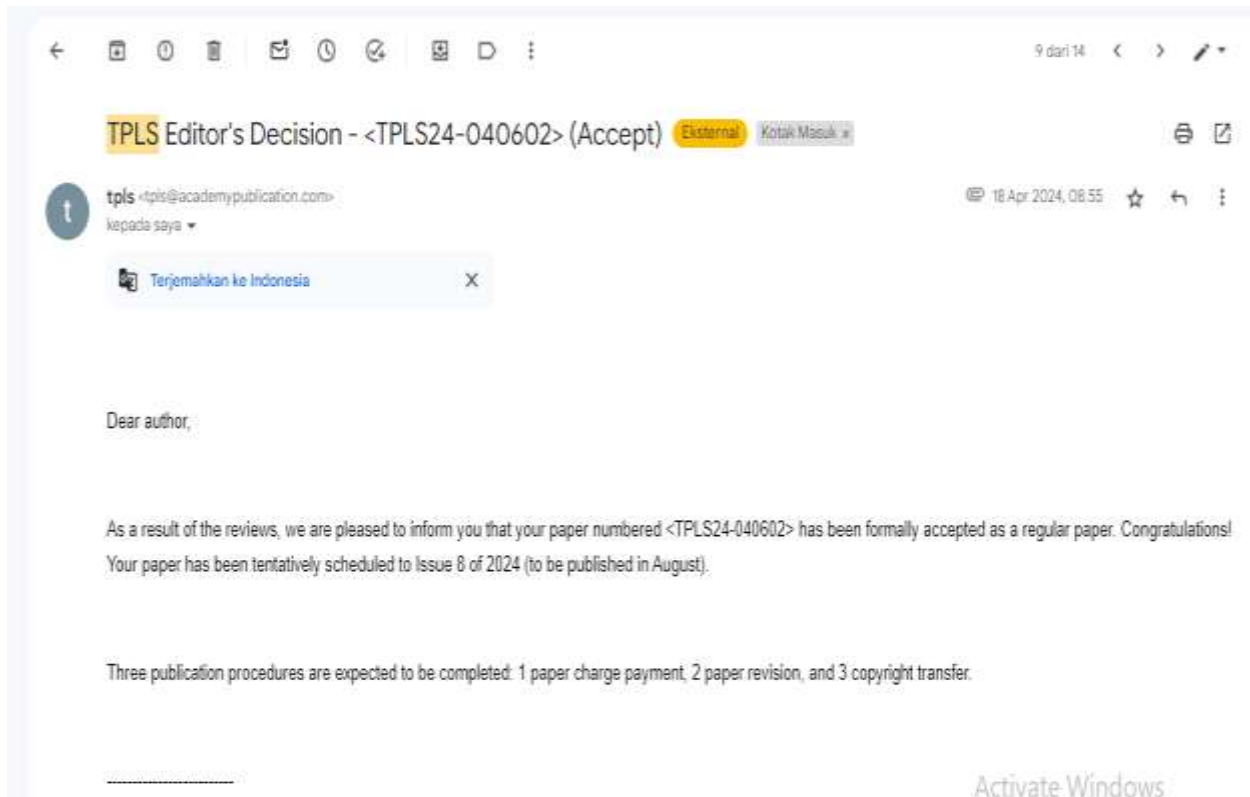 9 dari 14
TPLS Editor's Decision - <TPLS24-040602> (Accept) Eksternal Kotak Masuk x
tpls <tpls@academypublication.com>
18 Apr 2024, 08.55
kepada saya
Terjemahkan ke Indonesia X
Dear author,
As a result of the reviews, we are pleased to inform you that your paper numbered <TPLS24-040602> has been formally accepted as a regular paper. Congratulations!
Your paper has been tentatively scheduled to Issue 8 of 2024 (to be published in August).
Three publication procedures are expected to be completed: 1 paper charge payment, 2 paper revision, and 3 copyright transfer.
--------------------------
Activate Windows